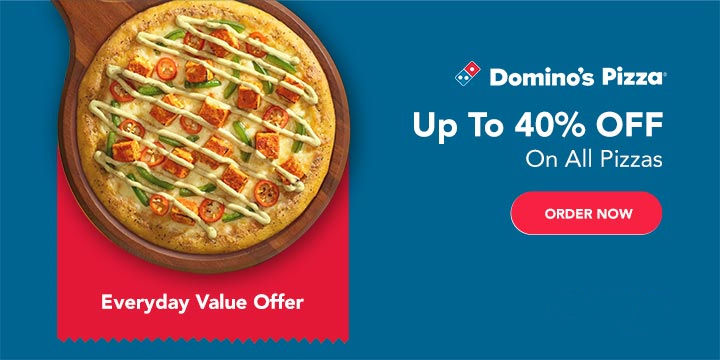 Domino's Pizza
Up To 40% OFF
On All Pizzas
ORDER NOW
Everyday Value Offer